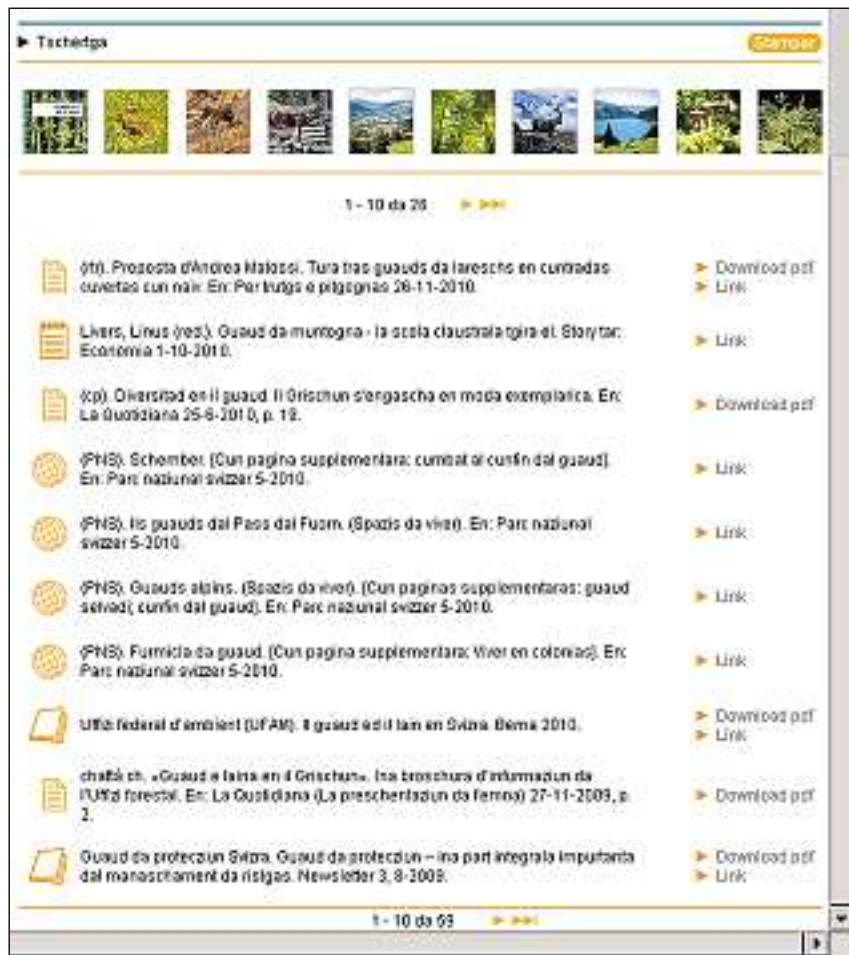 Tschertga
Stampar
1 - 10 da 26
(rtr). Proposta d'Andrea Malossi. Tura tras guauds da lareschs en cuntradas
cuvertas cun naiv. En: Per trutgs e pitgognas 26-11-2010.
Download pdf
Link
Livers, Linus (red.). Guaud da muntogna - la scola claustrala tgira el. Story tar:
Economia 1-10-2010.
Link
(cp). Diversitad en il guaud. Il Grischun s'engascha en moda exemplarica. En:
La Quotidiana 25-6-2010, p. 18.
Download pdf
(PNS). Schember. [Cun pagina supplementara: cumbat al cunfin dal guaud].
En: Parc naziunal svizzer 5-2010.
Link
(PNS). Ils guauds dal Pass dal Fuorn. (Spazis da viver). En: Parc naziunal
svizzer 5-2010.
Link
(PNS). Guauds alpins. (Spazis da viver). [Cun paginas supplementaras: guaud
selvadi; cunfin dal guaud]. En: Parc naziunal svizzer 5-2010.
Link
(PNS). Furmicla da guaud. [Cun pagina supplementara: Viver en colonias]. En:
Parc naziunal svizzer 5-2010.
Link
Uffizi federal d'ambient (UFAM). Il guaud ed il lain en Svizra. Berna 2010.
Download pdf
Link
chattà ch. «Guaud e laina en il Grischun». Ina broschura d'infurmaziun da
l'Uffizi forestal. En: La Quotidiana (La preschentaziun da l'emna) 27-11-2009, p.
2.
Download pdf
Guaud da protecziun Svizra. Guaud da protecziun – ina part integrala impurtanta
dal manaschament da ristgas. Newsletter 3, 8-2009.
Download pdf
Link
1 - 10 da 69